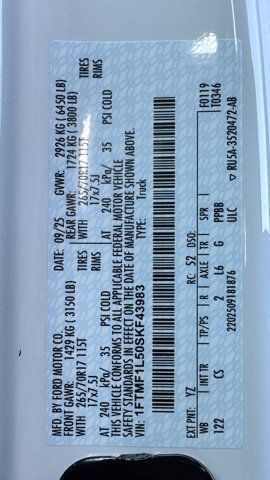 MFD. BY FORD MOTOR CO.
DATE: 09/25 GVWR: 2926 KG ( 6450 LB)
FRONT GAWR: 1429 KG ( 3150 LB) REAR GAWR: 1724 KG ( 3800 LB)
WITH 265/70R17 115T TIRES WITH 265/70R17 115T TIRES
17x7.5J RIMS 17x7.5J RIMS
AT 240 kPa/ 35 PSI COLD AT 240 kPa/ 35 PSI COLD
THIS VEHICLE CONFORMS TO ALL APPLICABLE FEDERAL MOTOR VEHICLE
SAFETY STANDARDS IN EFFECT ON THE DATE OF MANUFACTURE SHOWN ABOVE.
VIN: 1FTMF1L50SKF43983 TYPE: Truck
F0119
T0346
EXT PNT: YZ RC: 52 DSO:
WB INT TR TP/PS R AXLE TR SPR
122 CS 2 L6 G PPBB
2202509181876 ULC ▽ RU5A-3520472-AB